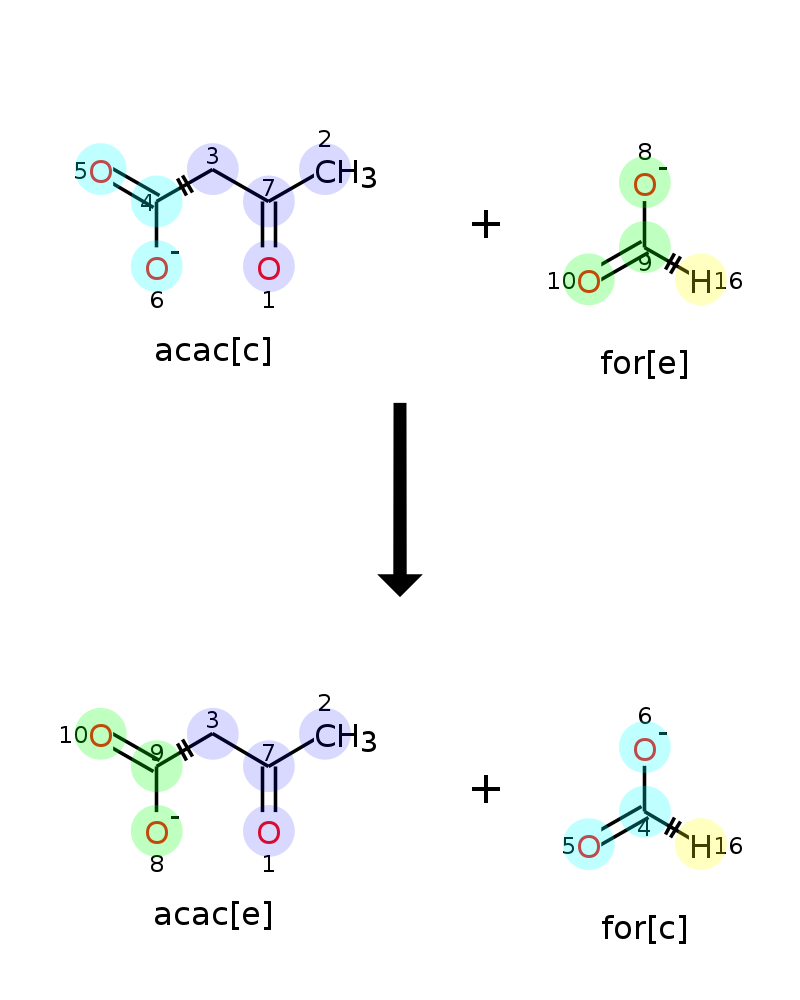 2
8
3
O-
5 O
CH3
4
7
+
9
O-
O
10 O
H 16
6
1
acac[c]
for[e]
2
6
3
O-
10 O
CH3
9
7
+
4
O-
O
5 O
H 16
8
1
acac[e]
for[c]